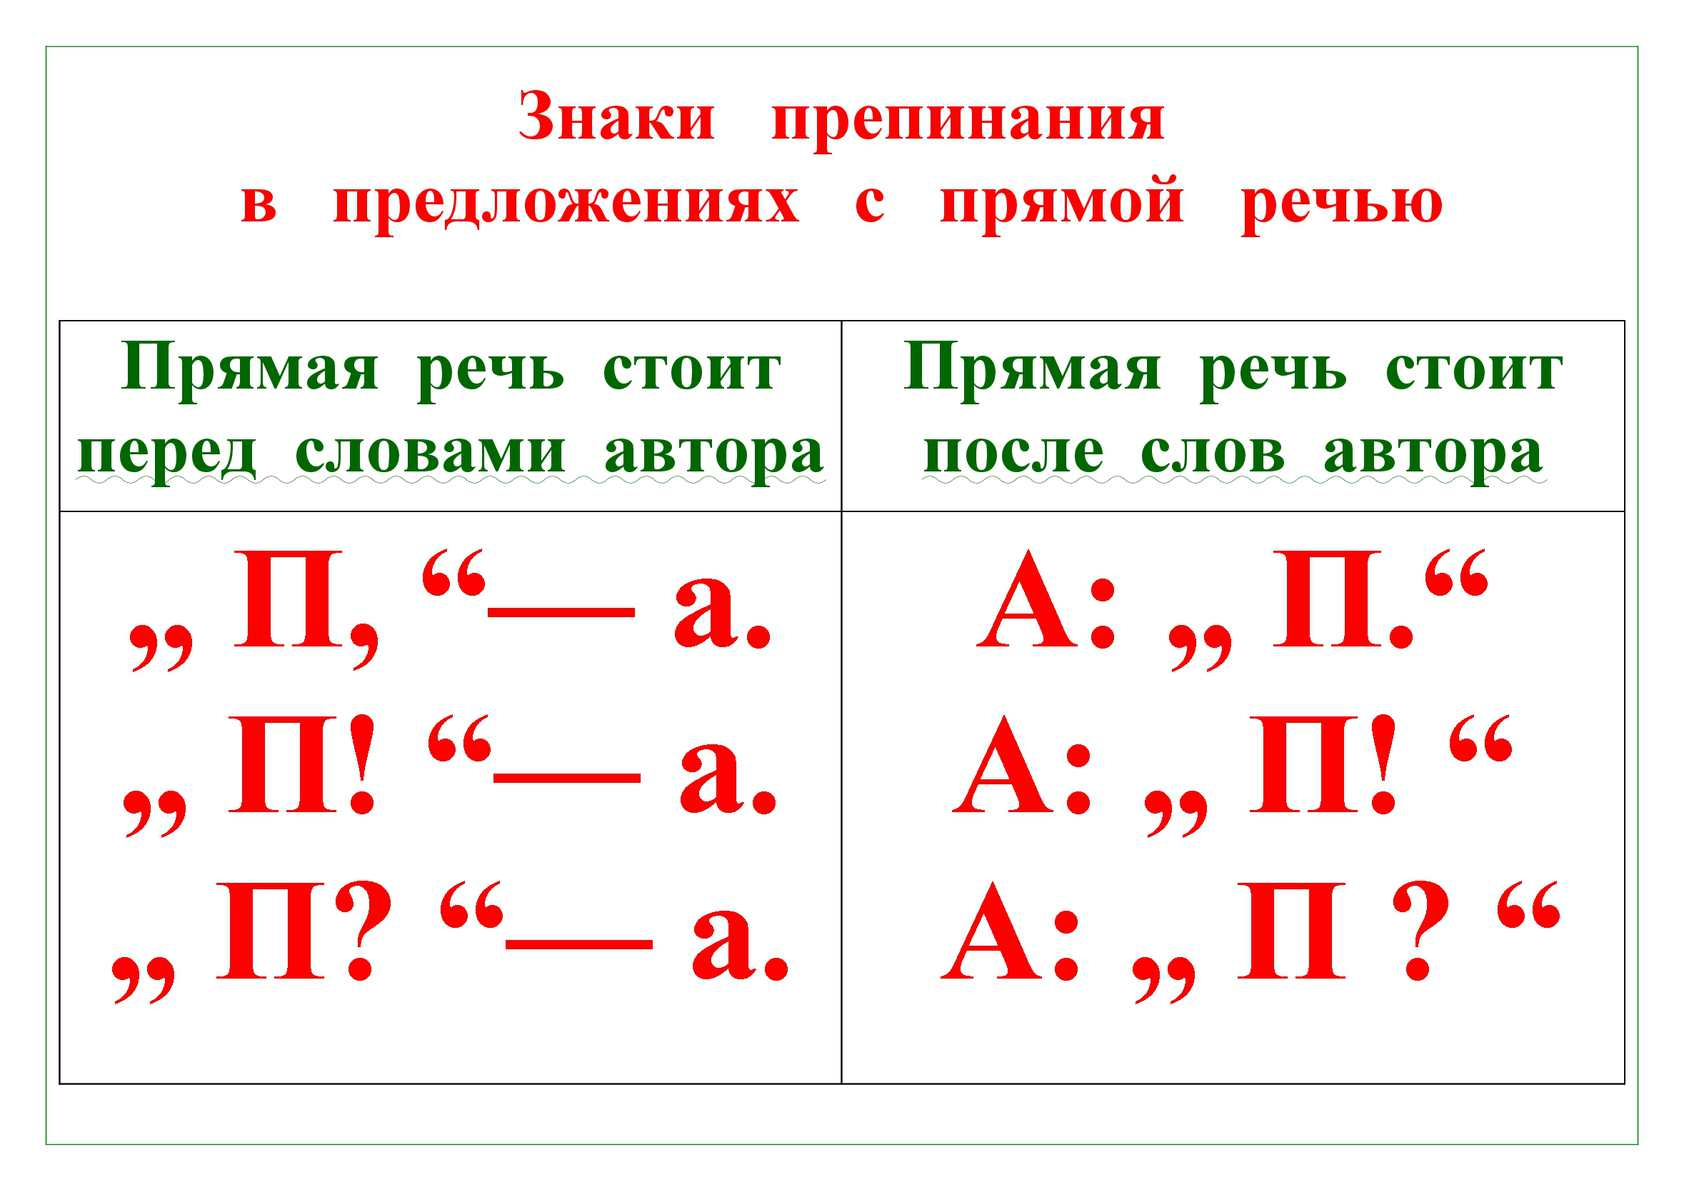 Знаки препинания
в предложениях с прямой речью
Прямая речь стоит
перед словами автора
Прямая речь стоит
после слов автора
„ П, “— а.
„ П! “— а.
„ П? “— а.
А: „ П.“
А: „ П! “
А: „ П ? “